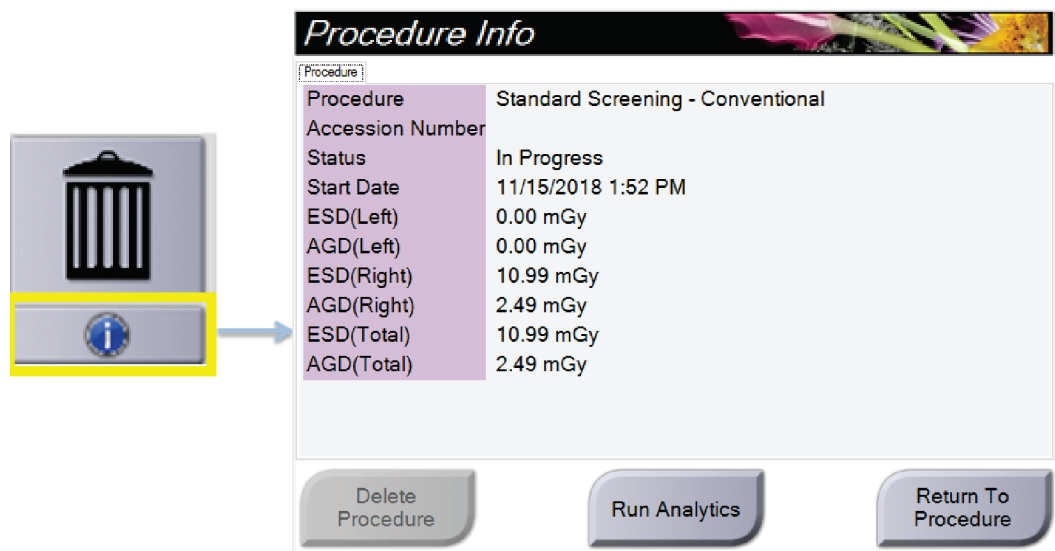 Procedure Info
Procedure
Procedure Standard Screening - Conventional
Accession Number
Status In Progress
Start Date 11/15/2018 1:52 PM
ESD(Left) 0.00 mGy
AGD(Left) 0.00 mGy
ESD(Right) 10.99 mGy
AGD(Right) 2.49 mGy
ESD(Total) 10.99 mGy
AGD(Total) 2.49 mGy
i
Delete
Procedure
Run Analytics
Return To
Procedure